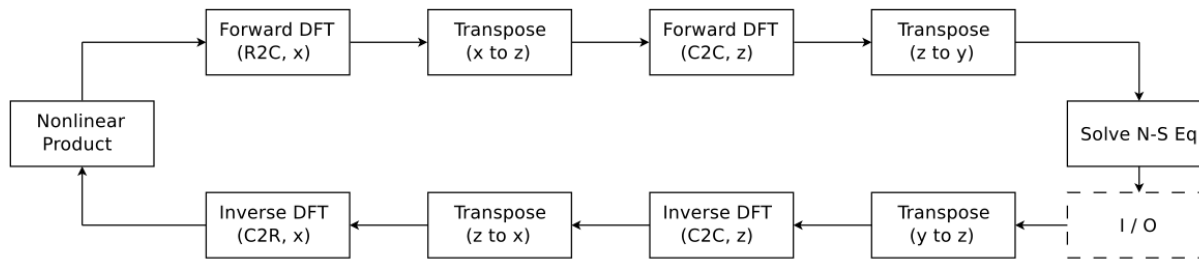 Forward DFT
(R2C, x)
Transpose
(x to z)
Forward DFT
(C2C, z)
Transpose
(z to y)
Nonlinear
Product
Solve N-S Eq
Inverse DFT
(C2R, x)
Transpose
(z to x)
Inverse DFT
(C2C, z)
Transpose
(y to z)
I / O